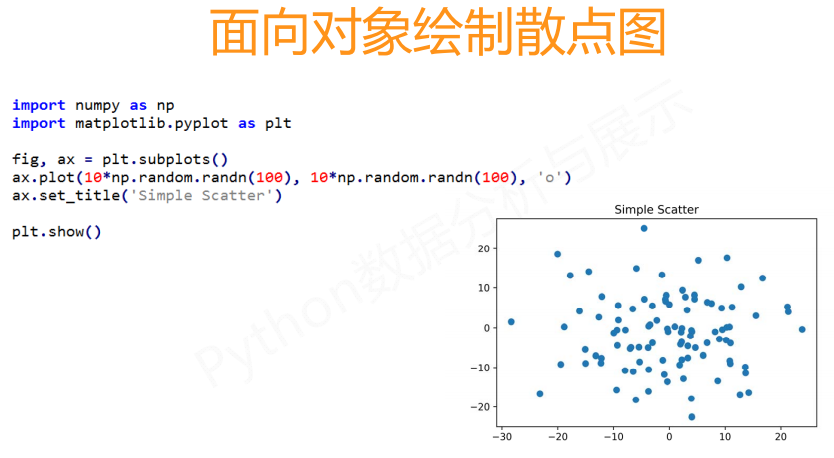 面向对象绘制散点图
import numpy as np
import matplotlib.pyplot as plt
fig, ax = plt.subplots()
ax.plot(10*np.random.randn(100), 10*np.random.randn(100), 'o')
ax.set_title('Simple Scatter')
plt.show()
Python数据分析与展示
Simple Scatter
20
10
0
−10
−20
−30 −20 −10 0 10 20